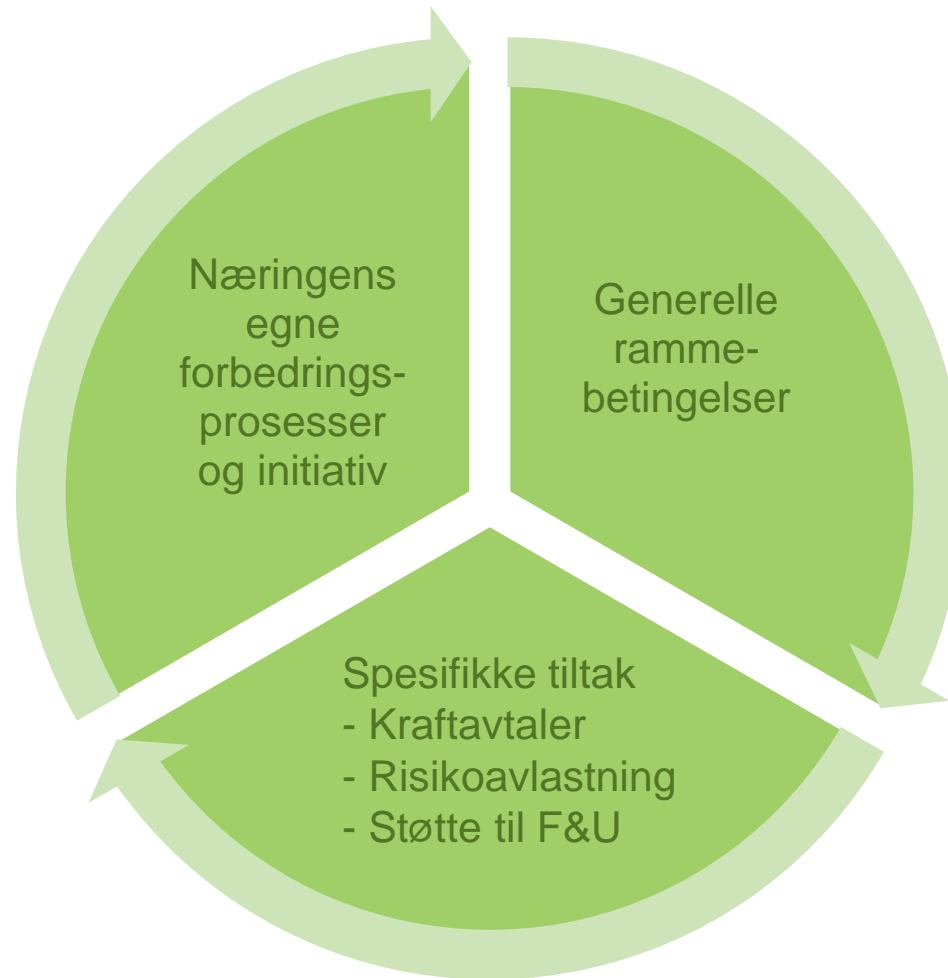 Næringens
egne
forbedrings-
prosesser
og initiativ
Generelle
ramme-
betingelser
Spesifikke tiltak
- Kraftavtaler
- Risikoavlastning
- Støtte til F&U